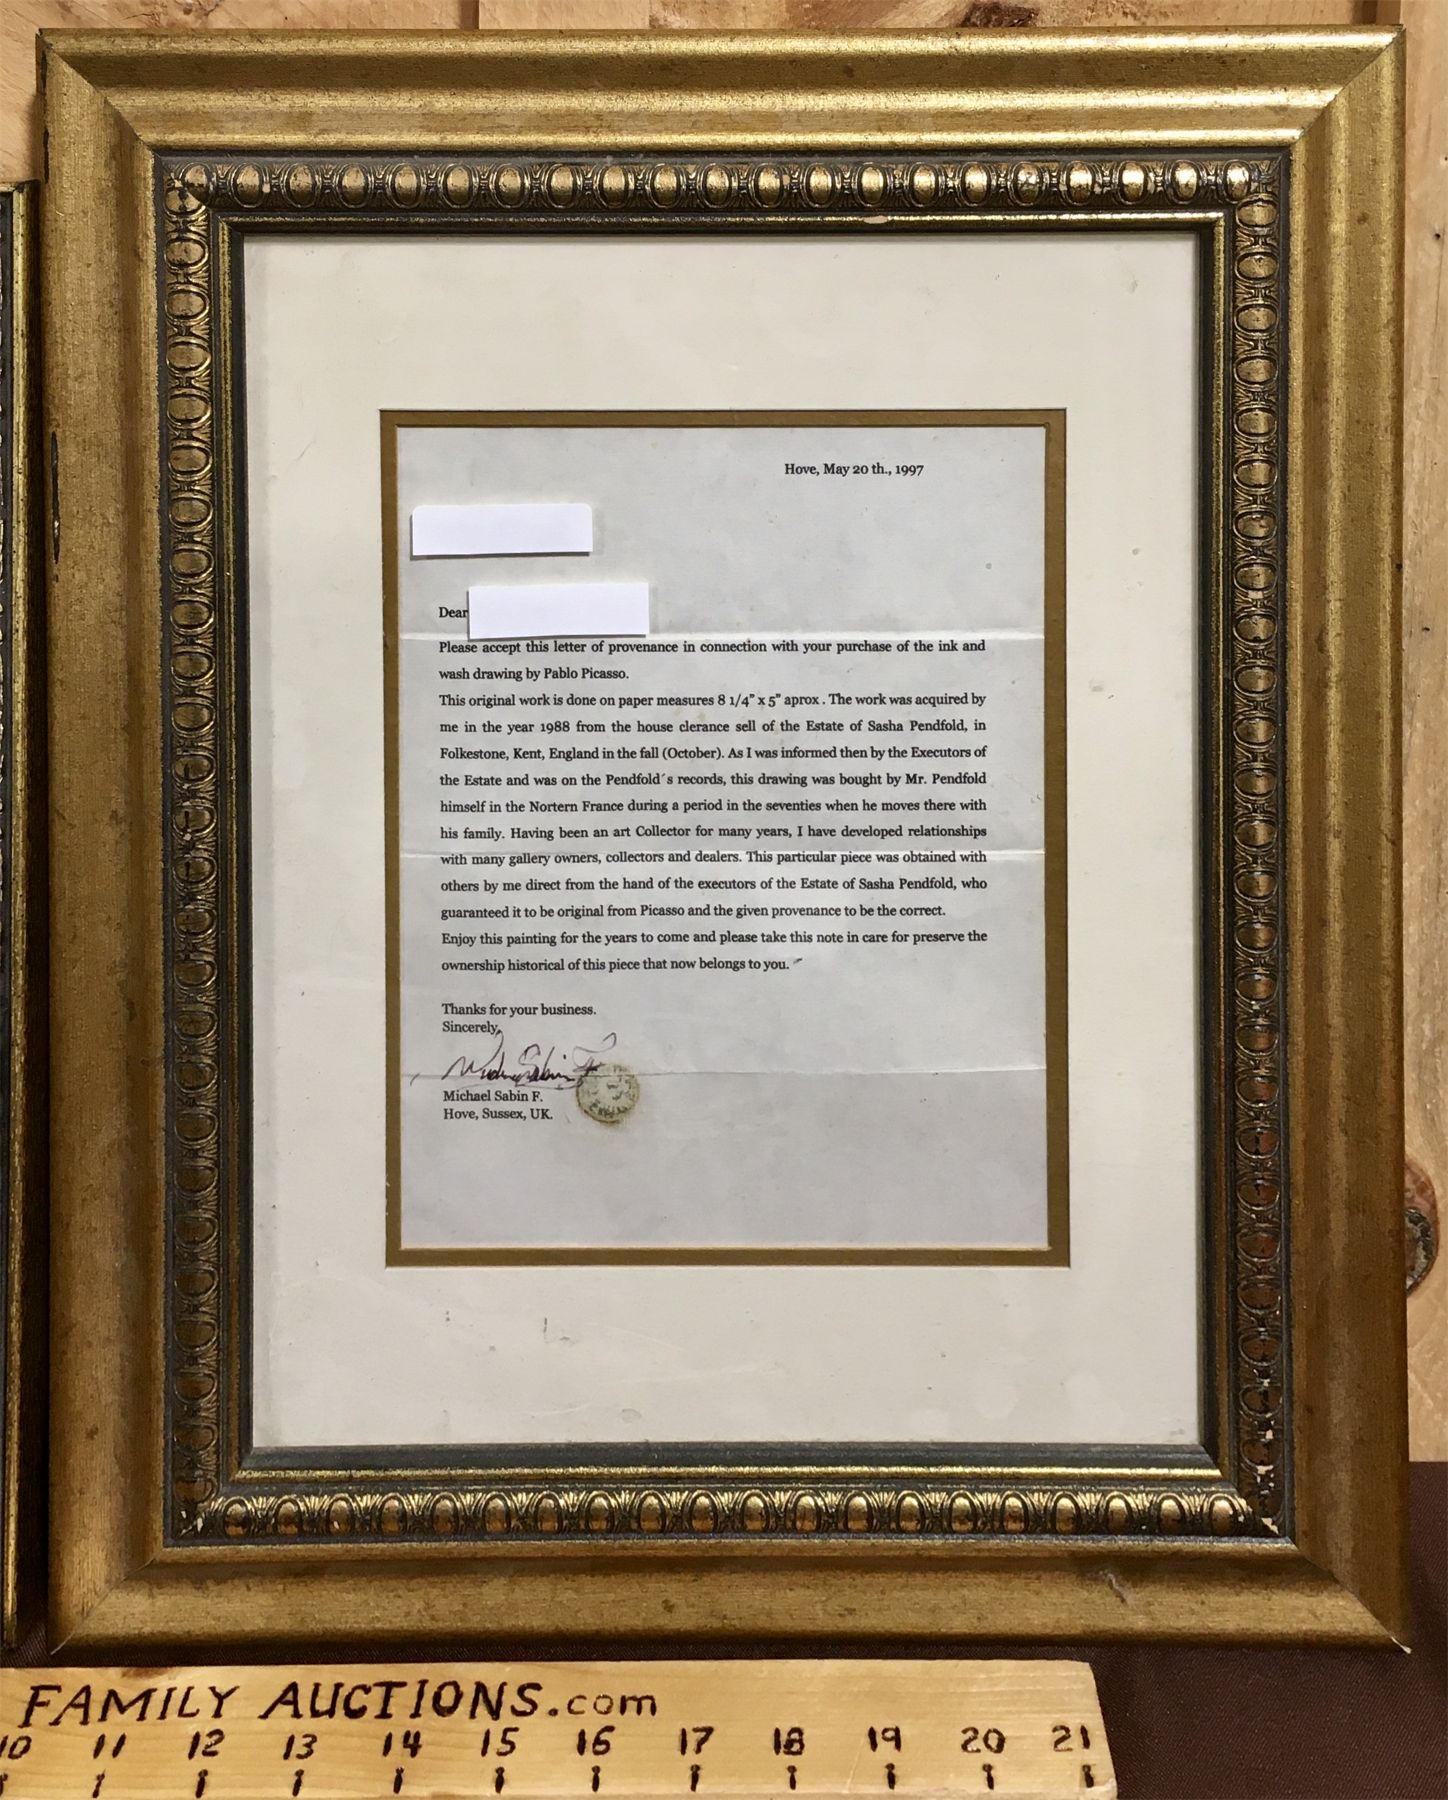 Hove, May 20 th., 1997
Dear
Please accept this letter of provenance in connection with your purchase of the ink and
wash drawing by Pablo Picasso.
This original work is done on paper measures 8 1/4” x 5” aprox . The work was acquired by
me in the year 1988 from the house clerance sell of the Estate of Sasha Pendfold, in
Folkestone, Kent, England in the fall (October). As I was informed then by the Executors of
the Estate and was on the Pendfold´s records, this drawing was bought by Mr. Pendfold
himself in the Nortern France during a period in the seventies when he moves there with
his family. Having been an art Collector for many years, I have developed relationships
with many gallery owners, collectors and dealers. This particular piece was obtained with
others by me direct from the hand of the executors of the Estate of Sasha Pendfold, who
guaranteed it to be original from Picasso and the given provenance to be the correct.
Enjoy this painting for the years to come and please take this note in care for preserve the
ownership historical of this piece that now belongs to you.
Thanks for your business.
Sincerely,
Michael Sabin F.
Hove, Sussex, UK.
FAMILY AUCTIONS.com
10 11 12 13 14 15 16 17 18 19 20 21